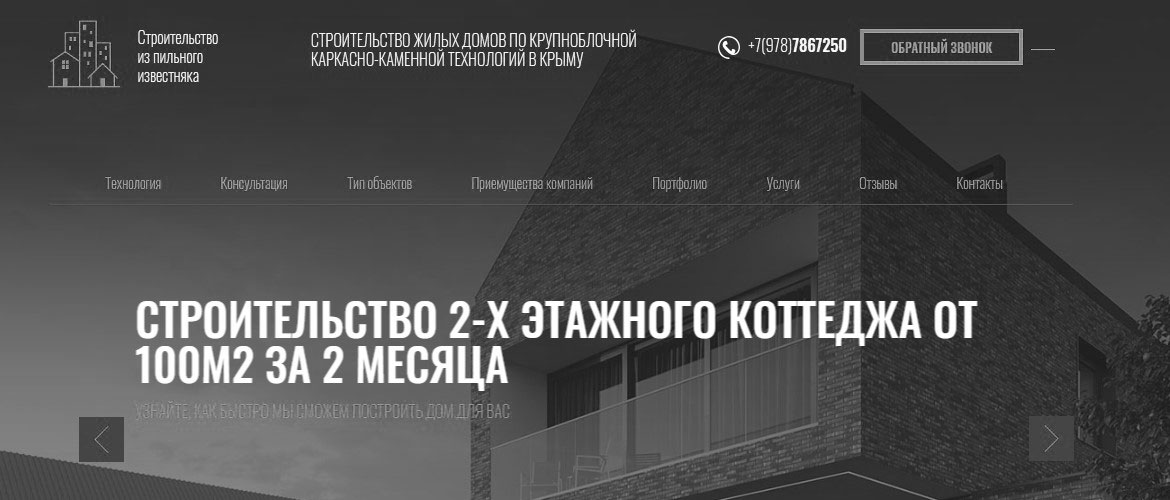 Строительство
из пильного
известняка
СТРОИТЕЛЬСТВО ЖИЛЫХ ДОМОВ ПО КРУПНОБЛОЧНОЙ
КАРКАСНО-КАМЕННОЙ ТЕХНОЛОГИЙ В КРЫМУ
+7(978)7867250
ОБРАТНЫЙ ЗВОНОК
Технология Консультация Тип объектов Приемущества компаний Портфолио Услуги Отзывы Контакты
СТРОИТЕЛЬСТВО 2-Х ЭТАЖНОГО КОТТЕДЖА ОТ
100М2 ЗА 2 МЕСЯЦА
УЗНАЙТЕ, КАК БЫСТРО МЫ СМОЖЕМ ПОСТРОИТЬ ДОМ ДЛЯ ВАС